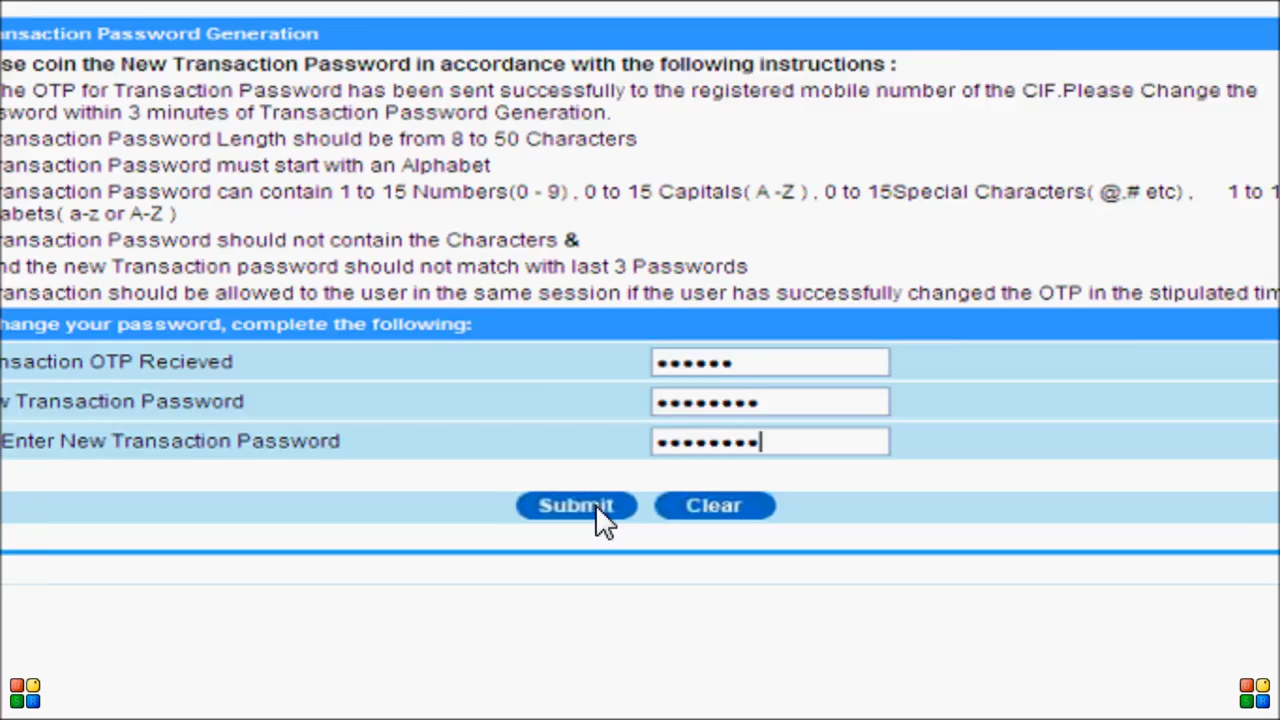 nsaction Password Generation
se coin the New Transaction Password in accordance with the following instructions :
he OTP for Transaction Password has been sent successfully to the registered mobile number of the CIF.Please Change the
sword within 3 minutes of Transaction Password Generation.
ransaction Password Length should be from 8 to 50 Characters
ransaction Password must start with an Alphabet
ransaction Password can contain 1 to 15 Numbers(0 - 9) , 0 to 15 Capitals( A -Z ) , 0 to 15Special Characters( @,# etc) , 1 to 1
abets( a-z or A-Z )
ransaction Password should not contain the Characters &
nd the new Transaction password should not match with last 3 Passwords
ransaction should be allowed to the user in the same session if the user has successfully changed the OTP in the stipulated tim
hange your password, complete the following:
nsaction OTP Recieved
w Transaction Password
Enter New Transaction Password
Submit Clear